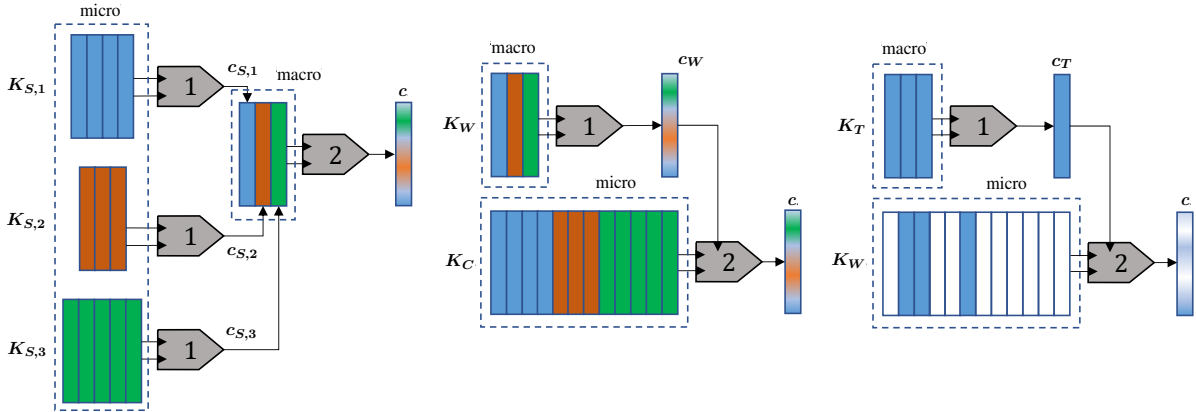 micro
K_{S,1}
1
c_{S,1}
macro
2
c
K_{S,2}
1
c_{S,2}
K_{S,3}
1
c_{S,3}
macro
K_W
1
c_W
micro
K_C
2
c
macro
K_T
1
c_T
micro
K_W
2
c